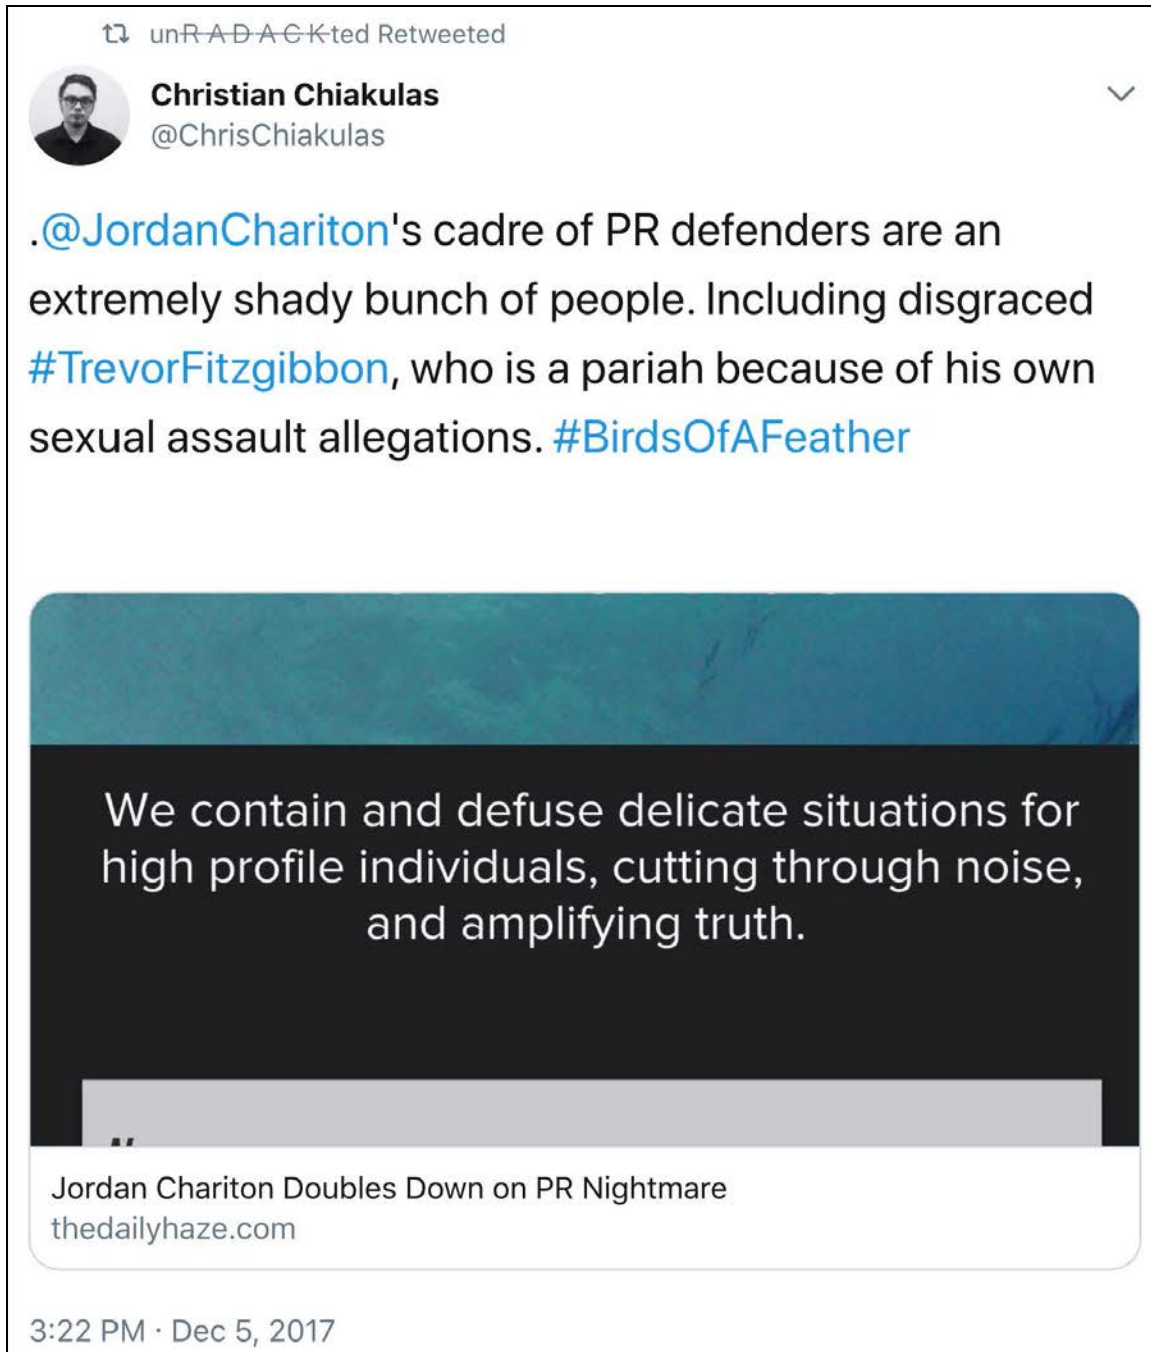 unRADACKted Retweeted
Christian Chiakulas
@ChrisChiakulas
.@JordanChariton's cadre of PR defenders are an
extremely shady bunch of people. Including disgraced
#TrevorFitzgibbon, who is a pariah because of his own
sexual assault allegations. #BirdsOfAFeather
We contain and defuse delicate situations for
high profile individuals, cutting through noise,
and amplifying truth.
Jordan Chariton Doubles Down on PR Nightmare
thedailyhaze.com
3:22 PM · Dec 5, 2017